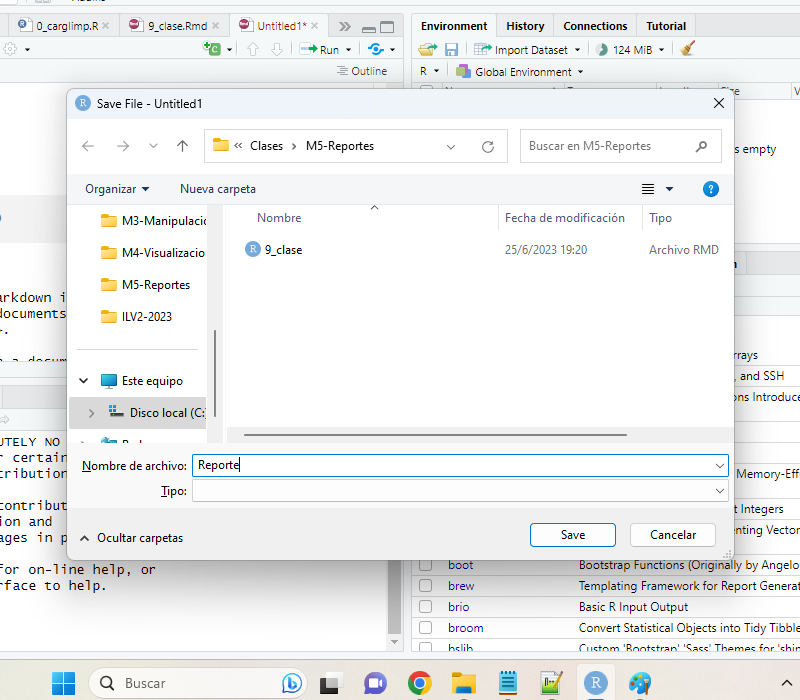 0_carglimp.R
9_clase.Rmd
Untitled1*
Run
Outline
Environment
History
Connections
Tutorial
Import Dataset
124 MiB
R
Global Environment
Save File - Untitled1
Clases
M5-Reportes
Buscar en M5-Reportes
Organizar
Nueva carpeta
Nombre
Fecha de modificación
Tipo
M3-Manipulacio
9_clase
25/6/2023 19:20
Archivo RMD
M4-Visualizacio
M5-Reportes
ILV2-2023
Este equipo
Disco local (C:
Nombre de archivo:
Reporte
Tipo:
Ocultar carpetas
Save
Cancelar
s empty
arkdown i
documents
a docum
UTELY NO
r certain
tribution
contribut
ion and
ages in p
for on-line help, or
rface to help.
rrays
, and SSH
ons Introduce
Memory-Effi
t Integers
enting Vector
boot
Bootstrap Functions (Originally by Angelo
brew
Templating Framework for Report Generat
brio
Basic R Input Output
broom
Convert Statistical Objects into Tidy Tibble
bslib
Custom 'Bootstrap' 'Sass' Themes for 'shin
Buscar